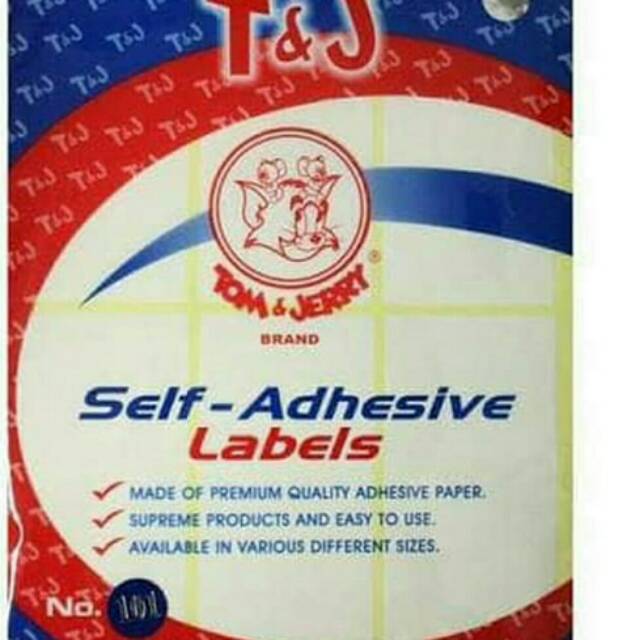 T&J
TOM & JERRY®
BRAND
Self-Adhesive
Labels
MADE OF PREMIUM QUALITY ADHESIVE PAPER.
SUPREME PRODUCTS AND EASY TO USE.
AVAILABLE IN VARIOUS DIFFERENT SIZES.
No. 101